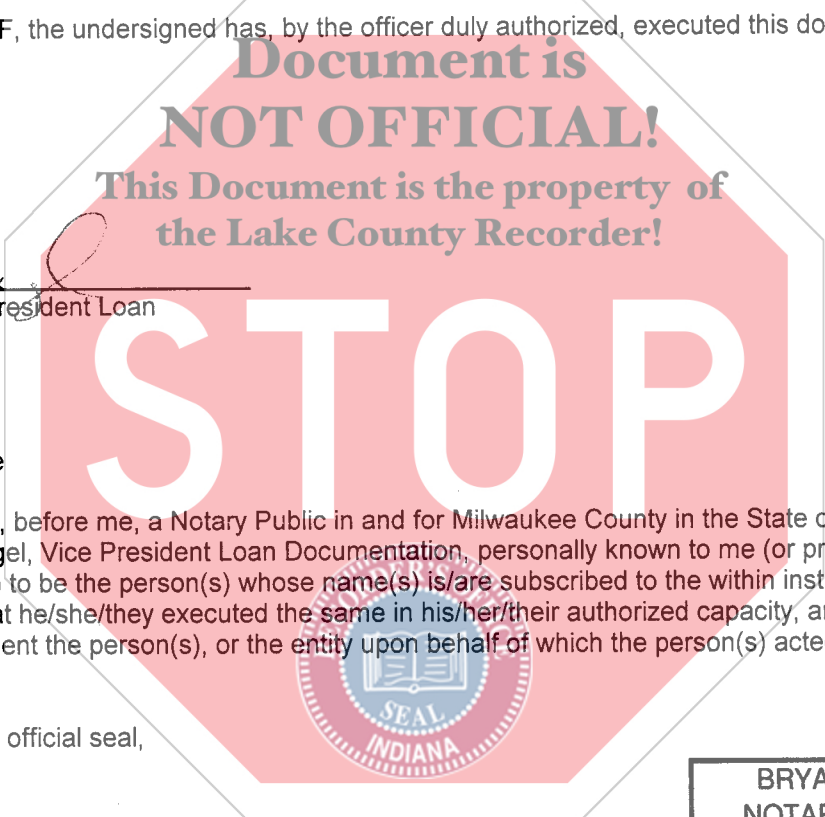 F, the undersigned has, by the officer duly authorized, executed this do
Document is
NOT OFFICIAL!
This Document is the property of
the Lake County Recorder!
resident Loan
STOP
e
, before me, a Notary Public in and for Milwaukee County in the State o
gel, Vice President Loan Documentation, personally known to me (or pr
to be the person(s) whose name(s) is/are subscribed to the within inst
at he/she/they executed the same in his/her/their authorized capacity, a
ent the person(s), or the entity upon behalf of which the person(s) acte
RECORDER'S OFFICE
SEAL
INDIANA
official seal,
BRYA
NOTAR